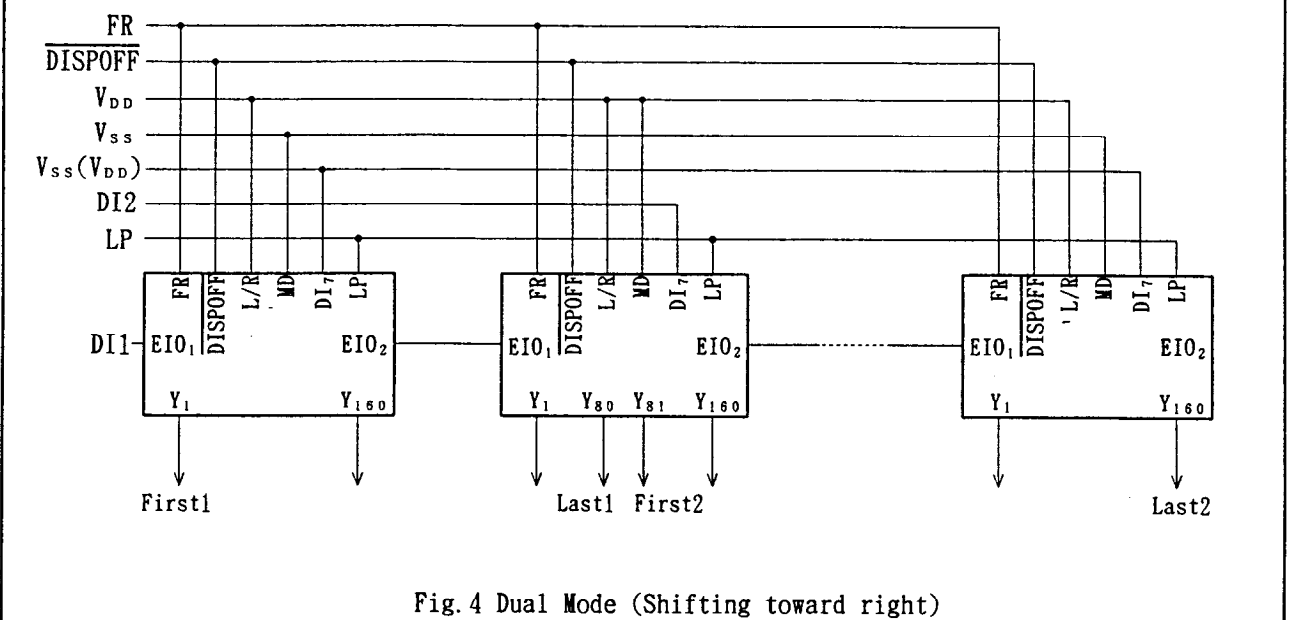 FR
DISPOFF
VDD
VSS
VSS(VDD)
DI2
LP
FR DISPOFF L/R MD DI7 LP
FR DISPOFF L/R MD DI7 LP
FR DISPOFF L/R MD DI7 LP
DI1 EIO1 EIO2 EIO1 EIO2 EIO1 EIO2
Y1 Y160 Y1 Y80 Y81 Y160 Y1 Y160
First1 Last1 First2 Last2
Fig.4 Dual Mode (Shifting toward right)